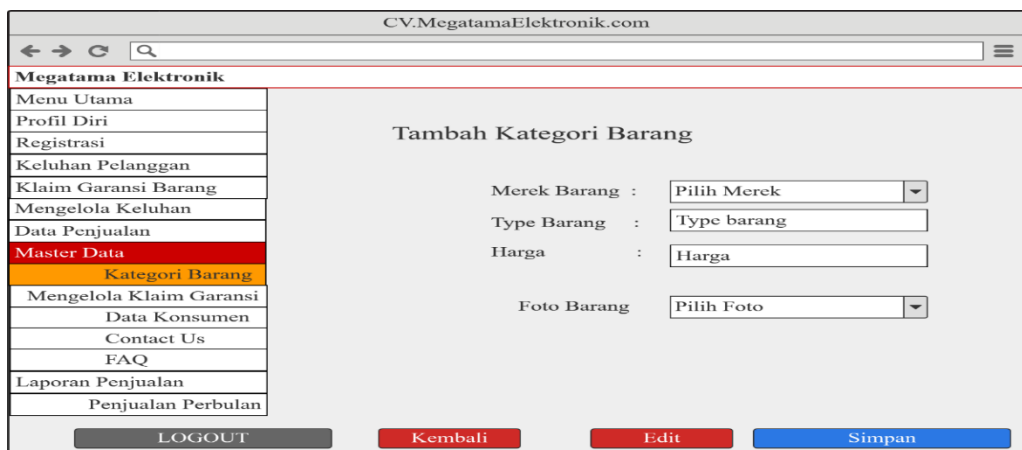 CV.MegatamaElektronik.com
Megatama Elektronik
Menu Utama
Profil Diri
Registrasi
Keluhan Pelanggan
Klaim Garansi Barang
Mengelola Keluhan
Data Penjualan
Master Data
Kategori Barang
Mengelola Klaim Garansi
Data Konsumen
Contact Us
FAQ
Laporan Penjualan
Penjualan Perbulan
Tambah Kategori Barang
Merek Barang : Pilih Merek
Type Barang : Type barang
Harga : Harga
Foto Barang Pilih Foto
LOGOUT Kembali Edit Simpan